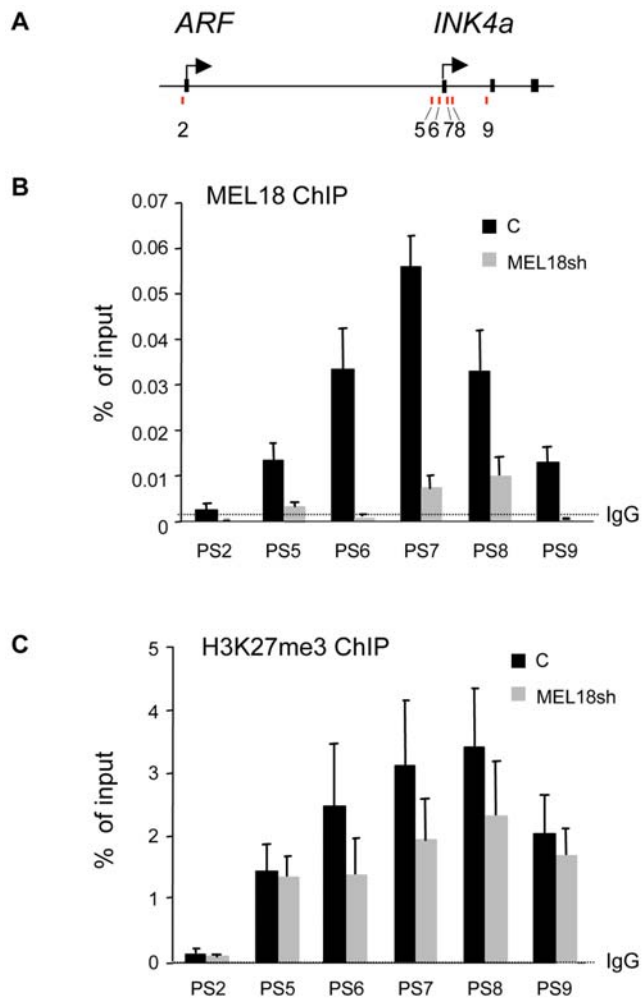 A
ARF INK4a
2 5 6 7 8 9
B
MEL18 ChIP
C
MEL18sh
% of input
0.07
0.06
0.05
0.04
0.03
0.02
0.01
0
IgG
PS2 PS5 PS6 PS7 PS8 PS9
C
H3K27me3 ChIP
C
MEL18sh
% of input
5
4
3
2
1
0
IgG
PS2 PS5 PS6 PS7 PS8 PS9